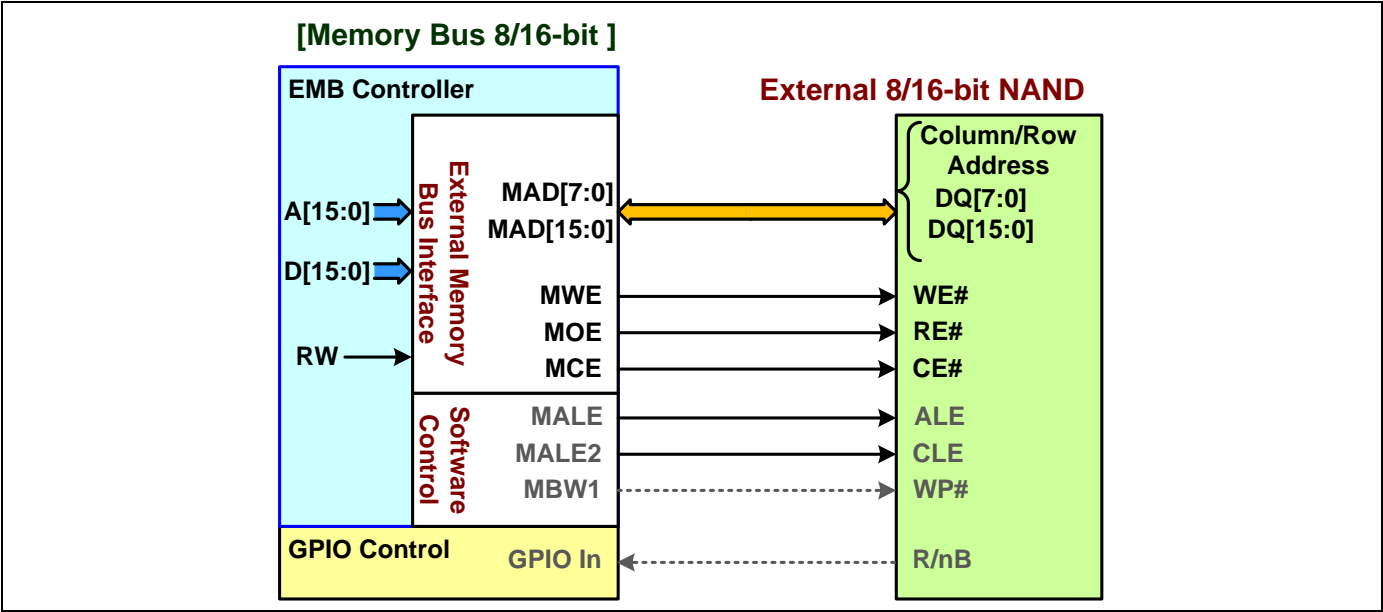 [Memory Bus 8/16-bit ]
EMB Controller
External 8/16-bit NAND
A[15:0]
D[15:0]
RW
External Memory
Bus Interface
MAD[7:0]
MAD[15:0]
MWE
MOE
MCE
Software
Control
MALE
MALE2
MBW1
GPIO Control
GPIO In
Column/Row
Address
DQ[7:0]
DQ[15:0]
WE#
RE#
CE#
ALE
CLE
WP#
R/nB